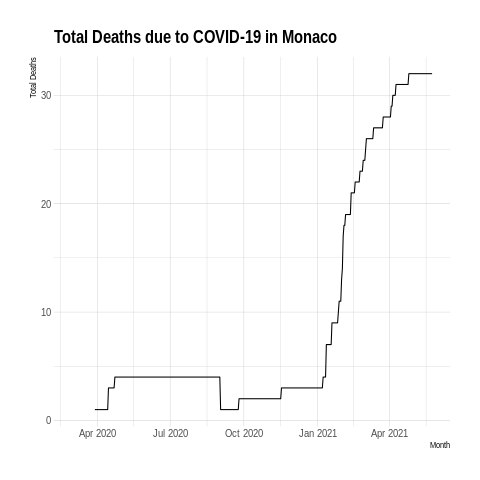 Total Deaths due to COVID-19 in Monaco
Total Deaths
30
20
10
0
Apr 2020 Jul 2020 Oct 2020 Jan 2021 Apr 2021
Month